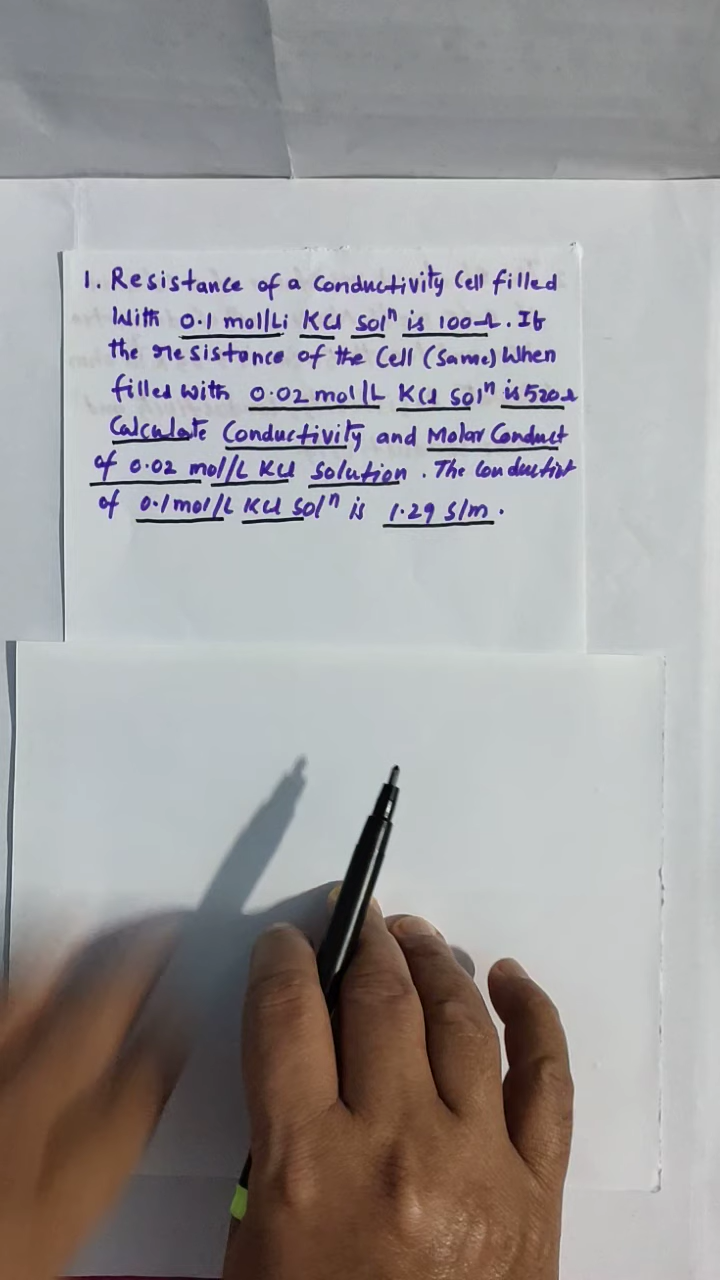 1. Resistance of a Conductivity Cell filled
With 0.1 mol/Li KCl Solⁿ is 100Ω. If
the resistance of the Cell (Same) When
filled with 0.02 mol/L KCl Solⁿ is 520Ω
Calculate Conductivity and Molar Conduct
of 0.02 mol/L KCl Solution. The Conductivt
of 0.1 mol/L KCl Solⁿ is 1.29 S/m.